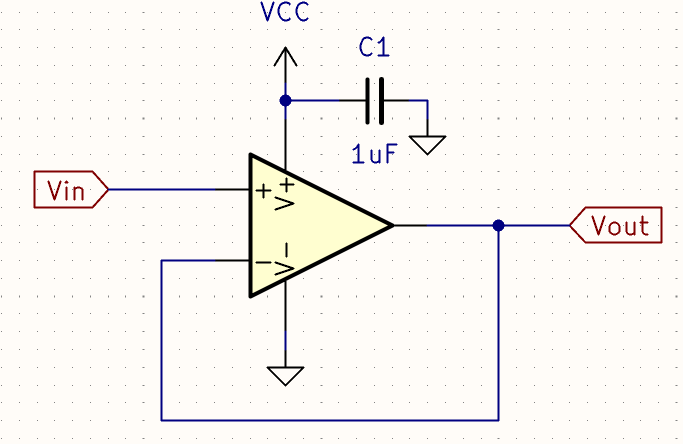 VCC
C1
1uF
Vin
+
+
V
Vout
-
-
V